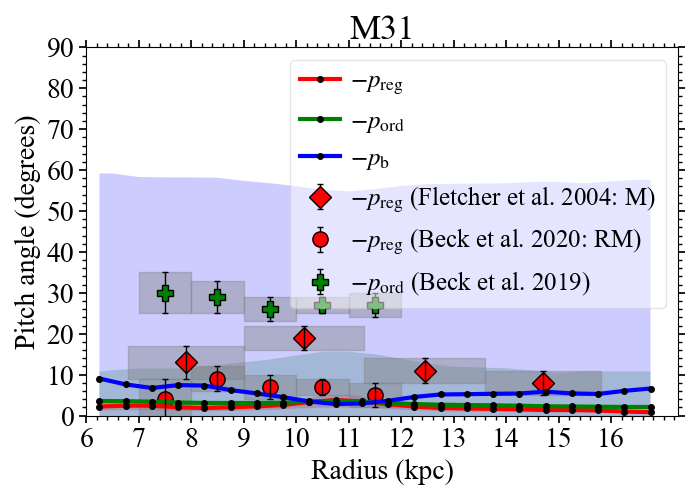 M31
90
80
70
60
50
40
30
20
10
0
Pitch angle (degrees)
−p_reg
−p_ord
−p_b
−p_reg (Fletcher et al. 2004: M)
−p_reg (Beck et al. 2020: RM)
−p_ord (Beck et al. 2019)
6 7 8 9 10 11 12 13 14 15 16
Radius (kpc)